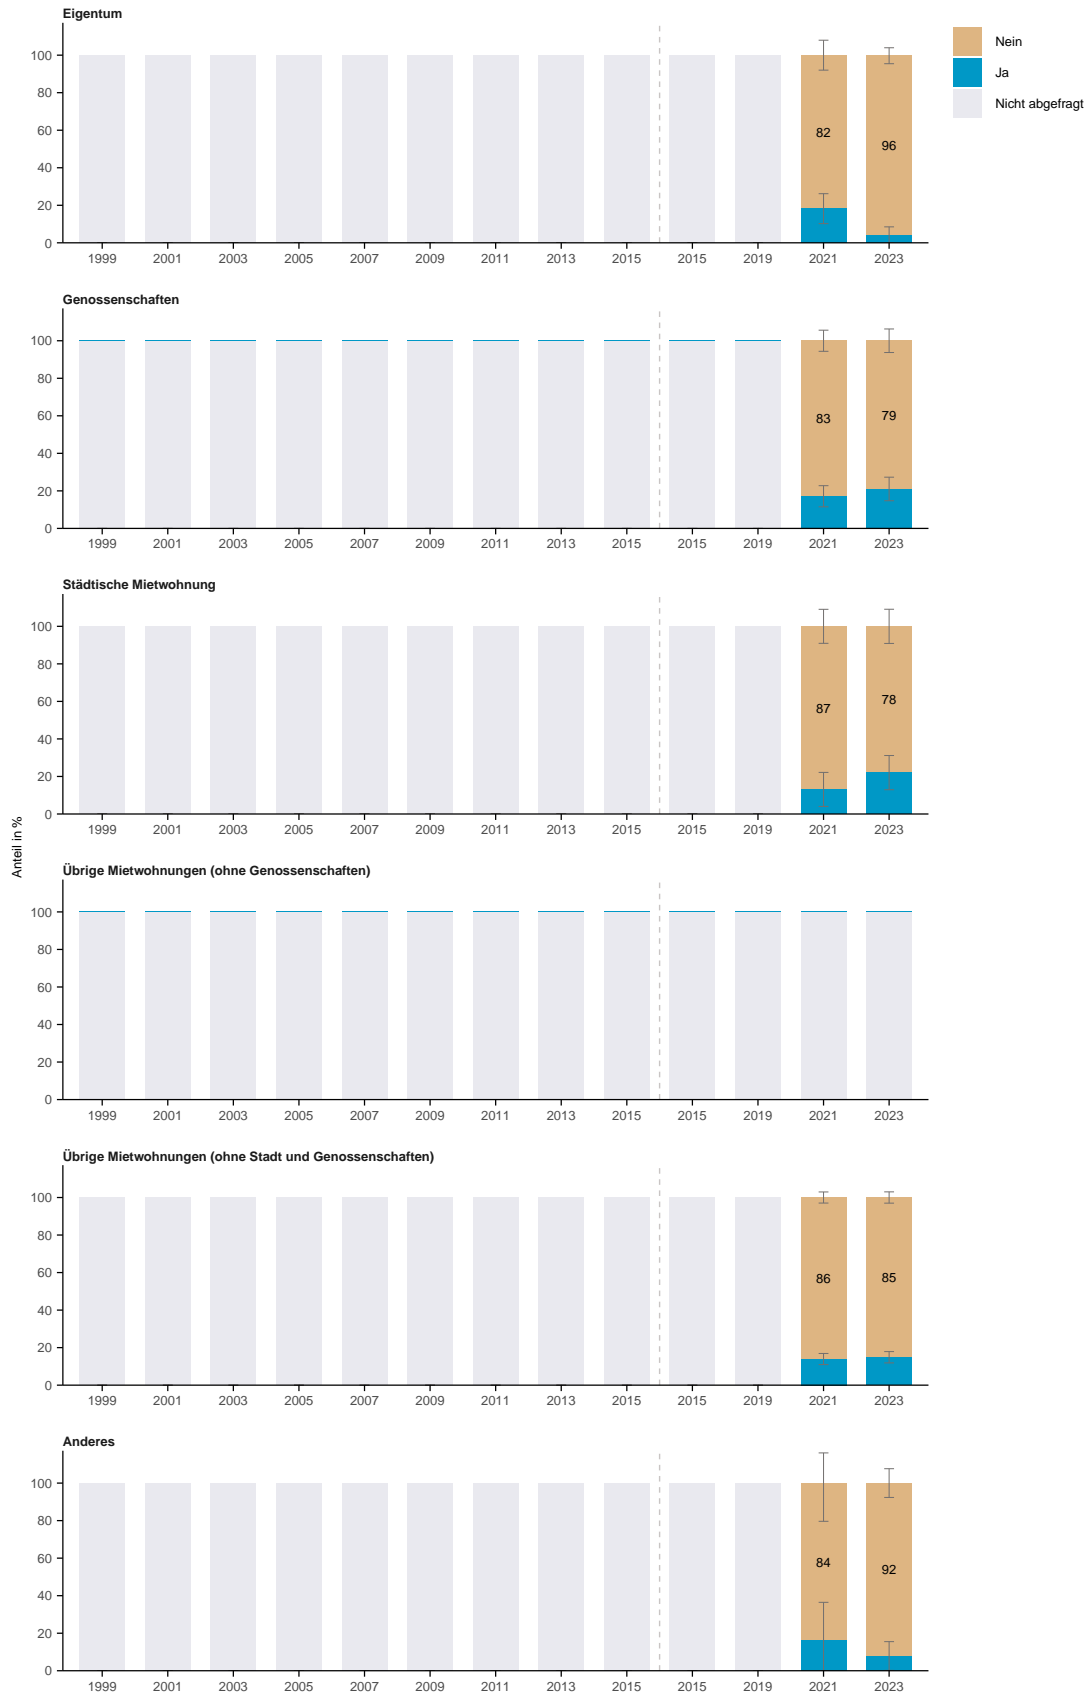 Eigentum
Nein
Ja
Nicht abgefragt
100
80
60
40
20
0
82
96
1999 2001 2003 2005 2007 2009 2011 2013 2015 2015 2019 2021 2023
Genossenschaften
100
80
60
40
20
0
83
79
1999 2001 2003 2005 2007 2009 2011 2013 2015 2015 2019 2021 2023
Städtische Mietwohnung
100
80
60
40
20
0
87
78
1999 2001 2003 2005 2007 2009 2011 2013 2015 2015 2019 2021 2023
Anteil in %
Übrige Mietwohnungen (ohne Genossenschaften)
100
80
60
40
20
0
1999 2001 2003 2005 2007 2009 2011 2013 2015 2015 2019 2021 2023
Übrige Mietwohnungen (ohne Stadt und Genossenschaften)
100
80
60
40
20
0
86
85
1999 2001 2003 2005 2007 2009 2011 2013 2015 2015 2019 2021 2023
Anderes
100
80
60
40
20
0
84
92
1999 2001 2003 2005 2007 2009 2011 2013 2015 2015 2019 2021 2023